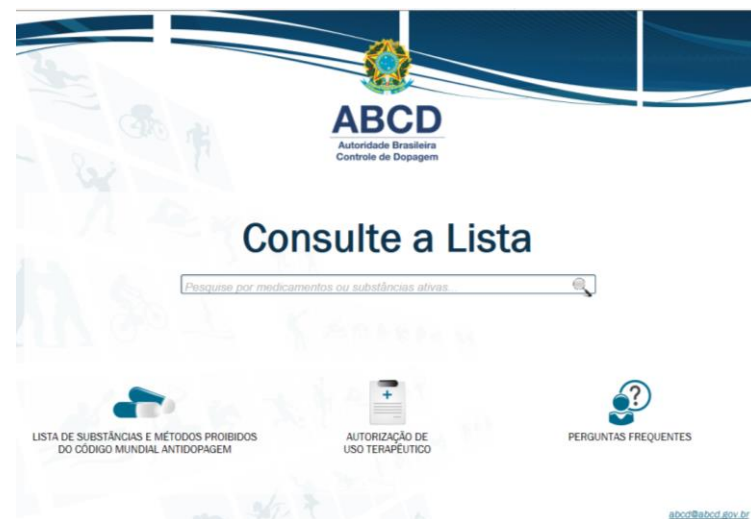 ABCD
Autoridade Brasileira
Controle de Dopagem
Consulte a Lista
Pesquise por medicamentos ou substâncias ativas...
LISTA DE SUBSTÂNCIAS E MÉTODOS PROIBIDOS
DO CÓDIGO MUNDIAL ANTIDOPAGEM
AUTORIZAÇÃO DE
USO TERAPÊUTICO
PERGUNTAS FREQUENTES
abcd@abcd.gov.br